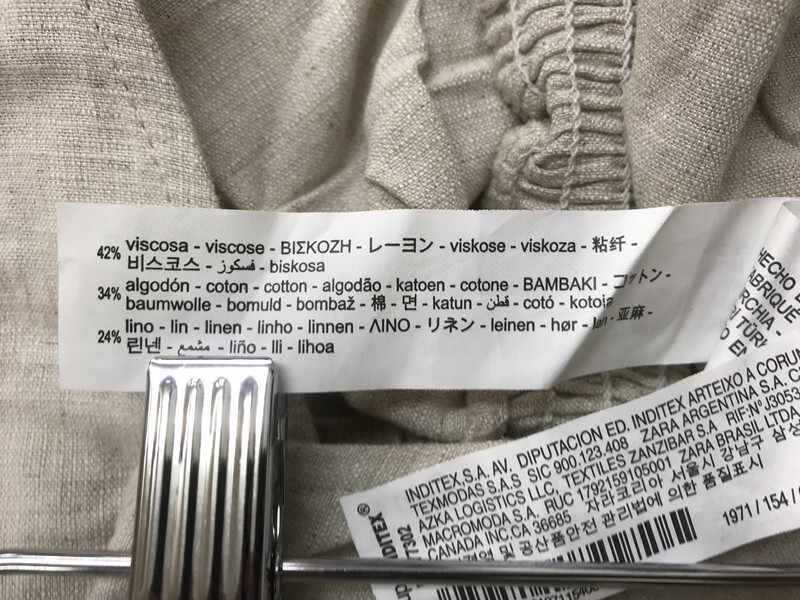 42% viscosa - viscose - ΒΙΣΚΟΖΗ - レーヨン - viskose - viskoza - 粘纤 -
비스코스 - فسكوز - biskosa
34% algodón - coton - cotton - algodão - katoen - cotone - BAMBAKI - コットン -
baumwolle - bomuld - bombaž - 棉 - 면 - katun - قطن - cotó - kotoia
24% lino - lin - linen - linho - linnen - ΛΙΝΟ - リネン - leinen - hør - lan - 亚麻 -
린넨 - مشمع - liño - lli - lihoa
HECHO
FABRIQUÉ
INDITEX,S.A, AV. DIPUTACION ED. INDITEX ARTEIXO A CORU
TEXMODAS S.A.S SIC 900.123.408 ZARA ARGENTINA S.A.
AZKA LOGISTICS LLC, TEXTILES ZANZIBAR S.A RIF:Nº J3053
MACROMODA S.A. RUC 1792159105001 ZARA BRASIL LTDA
CANADA INC.CA 36685 자라코리아 서울시 강남구 삼성
및 공산품안전 관리법에 의한 품질표시
INDITEX
1971 / 154 /